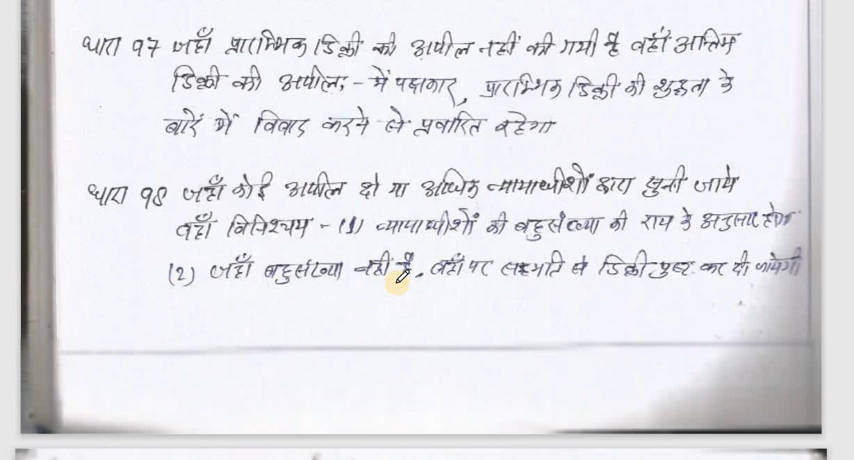 धारा 97 जहाँ प्रारम्भिक डिक्री की अपील नहीं की गयी है वहाँ अन्तिम
डिक्री की अपील, - में पक्षकार, प्रारम्भिक डिक्री की शुद्धता के
बारे में विवाद करने से प्रवारित रहेगा
धारा 98 जहाँ कोई अपील दो या अधिक न्यायाधीशों द्वारा सुनी जाये
वहाँ विनिश्चय - (1) न्यायाधीशों की बहुसंख्या की राय के अनुसार होगा
(2) जहाँ बहुसंख्या नहीं है, वहाँ पर सहमति से डिक्री पुष्ट कर दी जायेगी